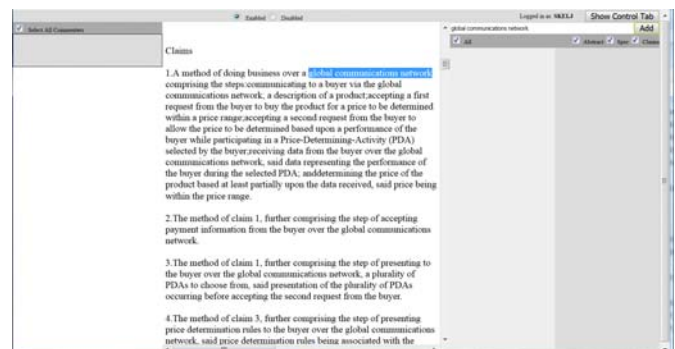 Enabled Disabled
Logged in as SKELJ Show Control Tab
Select All Commenters
global communications network Add
All Abstract Spec Claims
Claims
1.A method of doing business over a global communications network
comprising the steps:communicating to a buyer via the global
communications network, a description of a product;accepting a first
request from the buyer to buy the product for a price to be determined
within a price range;accepting a second request from the buyer to
allow the price to be determined based upon a performance of the
buyer while participating in a Price-Determining-Activity (PDA)
selected by the buyer;receiving data from the buyer over the global
communications network, said data representing the performance of
the buyer during the selected PDA; anddetermining the price of the
product based at least partially upon the data received, said price being
within the price range.
2.The method of claim 1, further comprising the step of accepting
payment information from the buyer over the global communications
network.
3.The method of claim 1, further comprising the step of presenting to
the buyer over the global communications network, a plurality of
PDAs to choose from, said presentation of the plurality of PDAs
occurring before accepting the second request from the buyer.
4.The method of claim 3, further comprising the step of presenting
price determination rules to the buyer over the global communications
network, said price determination rules being associated with the